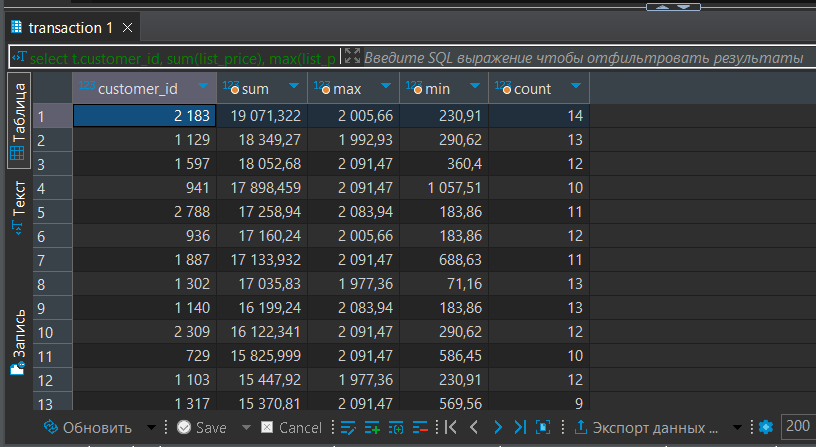 transaction 1
select t.customer_id, sum(list_price), max(list_p
Введите SQL выражение чтобы отфильтровать результаты
Таблица
Текст
Запись
123 customer_id 123 sum 123 max 123 min 123 count
1 2 183 19 071,322 2 005,66 230,91 14
2 1 129 18 349,27 1 992,93 290,62 13
3 1 597 18 052,68 2 091,47 360,4 12
4 941 17 898,459 2 091,47 1 057,51 10
5 2 788 17 258,94 2 083,94 183,86 11
6 936 17 160,24 2 005,66 183,86 12
7 1 887 17 133,932 2 091,47 688,63 11
8 1 302 17 035,83 1 977,36 71,16 13
9 1 140 16 199,24 2 083,94 183,86 13
10 2 309 16 122,341 2 091,47 290,62 12
11 729 15 825,999 2 091,47 586,45 10
12 1 103 15 447,92 1 977,36 230,91 12
13 1 317 15 370,81 2 091,47 569,56 9
Обновить Save Cancel Экспорт данных ... 200